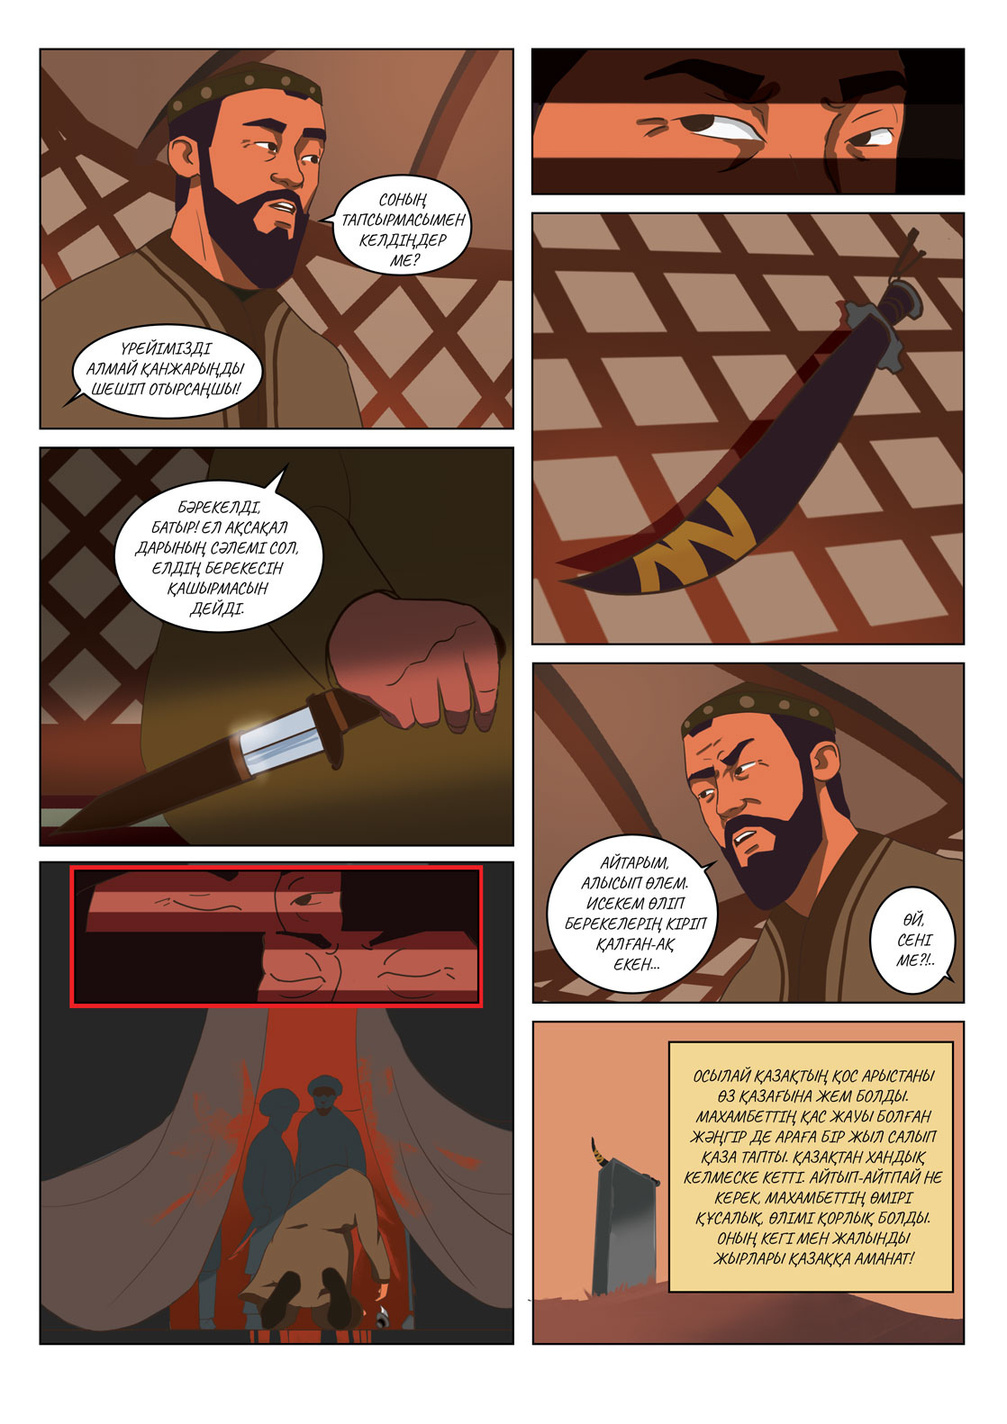 СОНЫҢ
ТАПСЫРМАСЫМЕН
КЕЛДІҢДЕР
МЕ?
ҮРЕЙІМІЗДІ
АЛМАЙ ҚАНЖАРЫҢДЫ
ШЕШІП ОТЫРСАҢШЫ!
БӘРЕКЕЛДІ,
БАТЫР! ЕЛ АҚСАҚАЛ
ДАРЫНЫҢ СӘЛЕМІ СОЛ,
ЕЛДІҢ БЕРЕКЕСІН
ҚАШЫРМАСЫН
ДЕЙДІ.
АЙТАРЫМ,
АЛЫСЫП ӨЛЕМ.
ИСЕКЕМ ӨЛІП
БЕРЕКЕЛЕРІҢ КІРІП
ҚАЛҒАН-АҚ
ЕКЕН...
ӨЙ,
СЕНІ
МЕ?!..
ОСЫЛАЙ ҚАЗАҚТЫҢ ҚОС АРЫСТАНЫ
ӨЗ ҚАЗАҒЫНА ЖЕМ БОЛДЫ.
МАХАМБЕТТІҢ ҚАС ЖАУЫ БОЛҒАН
ЖӘҢГІР ДЕ АРАҒА БІР ЖЫЛ САЛЫП
ҚАЗА ТАПТЫ. ҚАЗАҚТАН ХАНДЫҚ
КЕЛМЕСКЕ КЕТТІ. АЙТЫП-АЙТПАЙ НЕ
КЕРЕК, МАХАМБЕТТІҢ ӨМІРІ
ҚҰСАЛЫҚ, ӨЛІМІ ҚОРЛЫҚ БОЛДЫ.
ОНЫҢ КЕГІ МЕН ЖАЛЫНДЫ
ЖЫРЛАРЫ ҚАЗАҚҚА АМАНАТ!